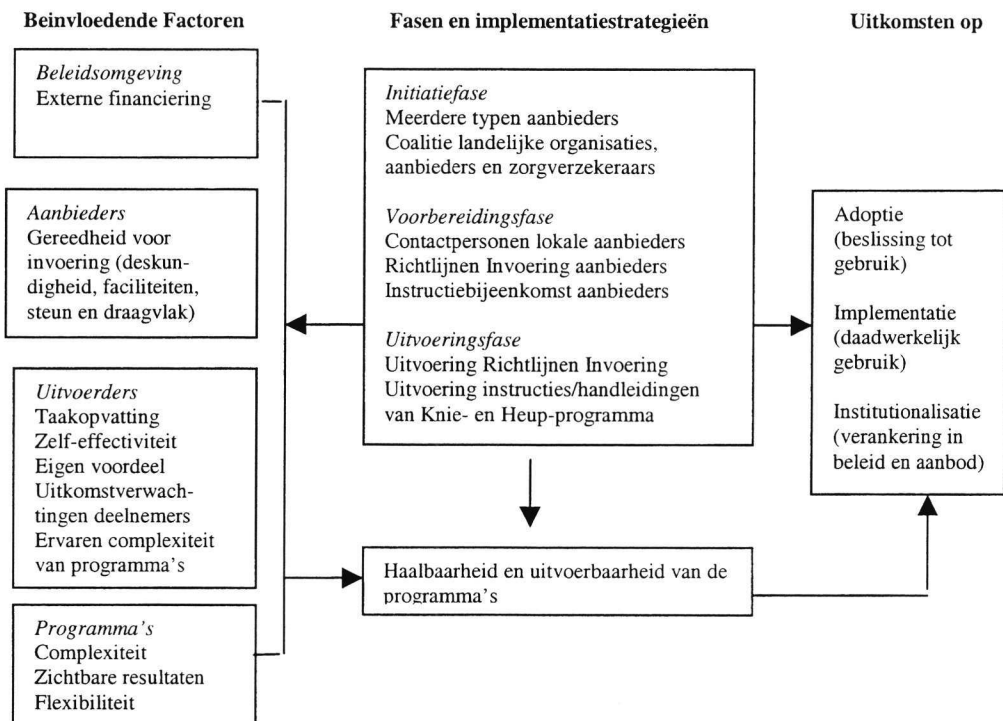 Beinvloedende Factoren
Beleidsomgeving
Externe financiering
Aanbieders
Gereedheid voor
invoering (deskun-
digheid, faciliteiten,
steun en draagvlak)
Uitvoerders
Taakopvatting
Zelf-effectiviteit
Eigen voordeel
Uitkomstverwach-
tingen deelnemers
Ervaren complexiteit
van programma's
Programma's
Complexiteit
Zichtbare resultaten
Flexibiliteit
Fasen en implementatiestrategieën
Initiatiefase
Meerdere typen aanbieders
Coalitie landelijke organisaties,
aanbieders en zorgverzekeraars
Voorbereidingsfase
Contactpersonen lokale aanbieders
Richtlijnen Invoering aanbieders
Instructiebijeenkomst aanbieders
Uitvoeringsfase
Uitvoering Richtlijnen Invoering
Uitvoering instructies/handleidingen
van Knie- en Heup-programma
Haalbaarheid en uitvoerbaarheid van de
programma's
Uitkomsten op
Adoptie
(beslissing tot
gebruik)
Implementatie
(daadwerkelijk
gebruik)
Institutionalisatie
(verankering in
beleid en aanbod)